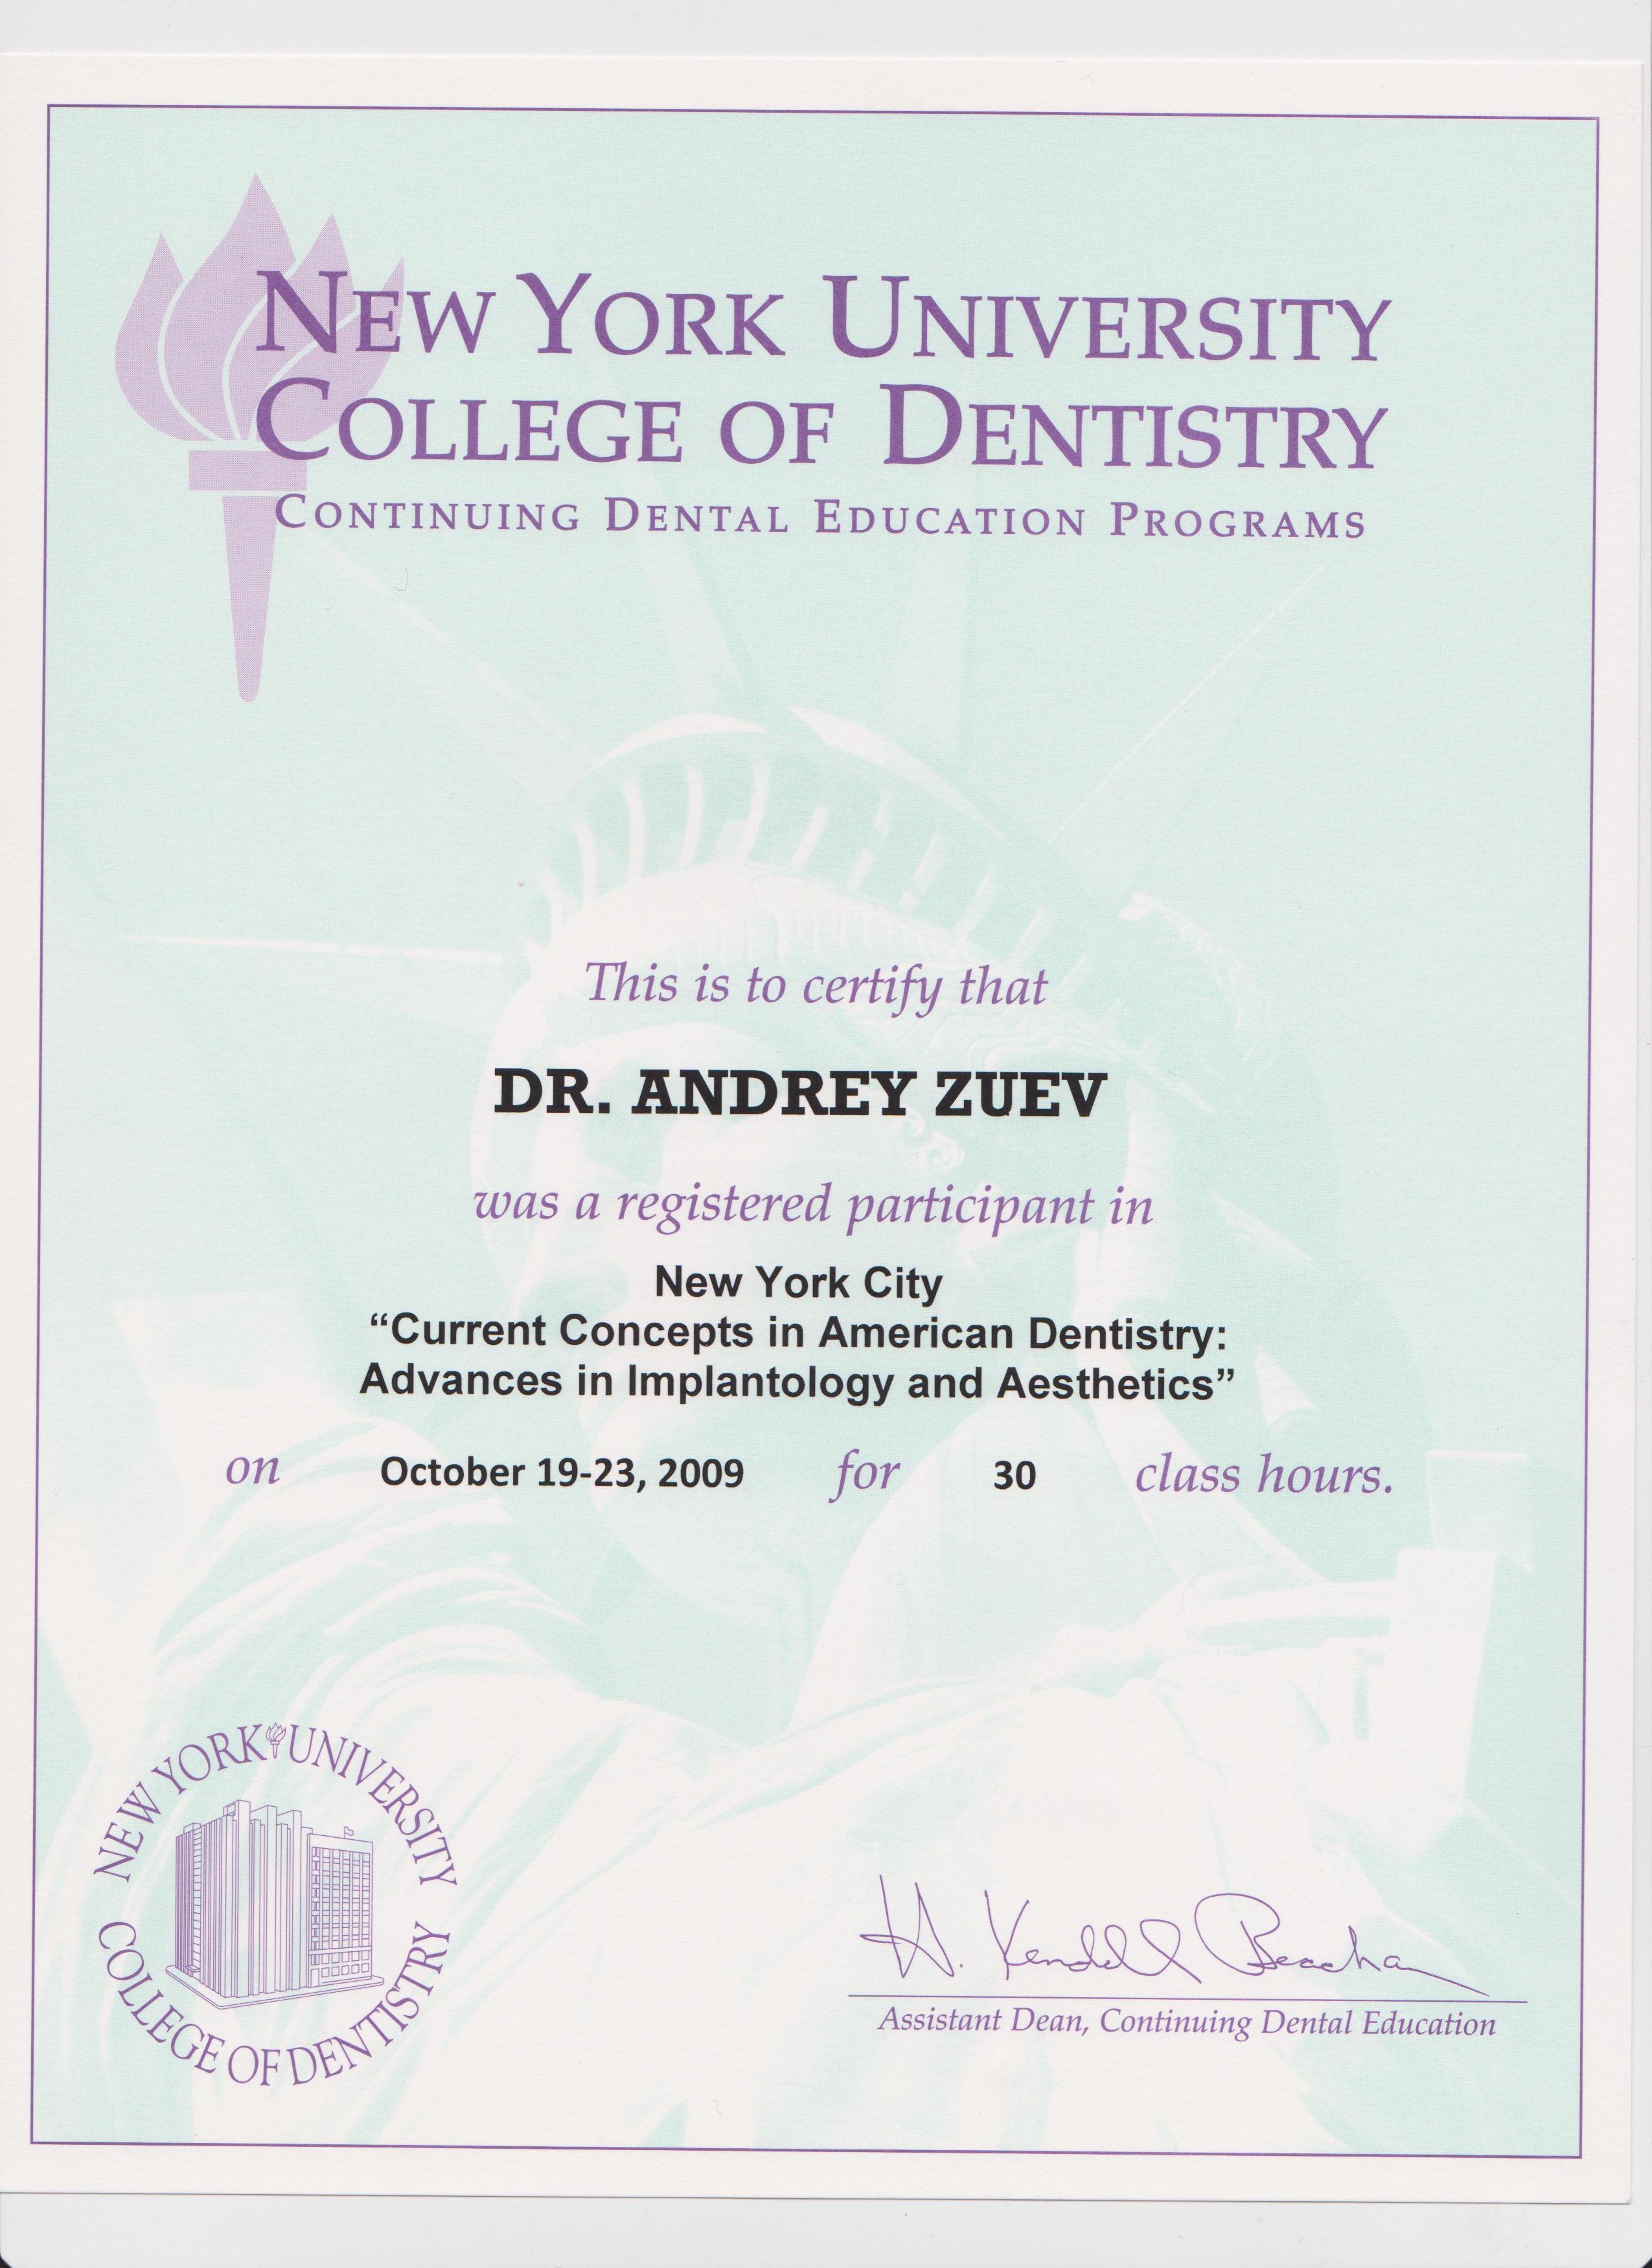 NEW YORK UNIVERSITY
COLLEGE OF DENTISTRY
CONTINUING DENTAL EDUCATION PROGRAMS
This is to certify that
DR. ANDREY ZUEV
was a registered participant in
New York City
“Current Concepts in American Dentistry:
Advances in Implantology and Aesthetics”
on October 19-23, 2009 for 30 class hours.
NEW YORK UNIVERSITY
COLLEGE OF DENTISTRY
H. Kendall Beacham
Assistant Dean, Continuing Dental Education